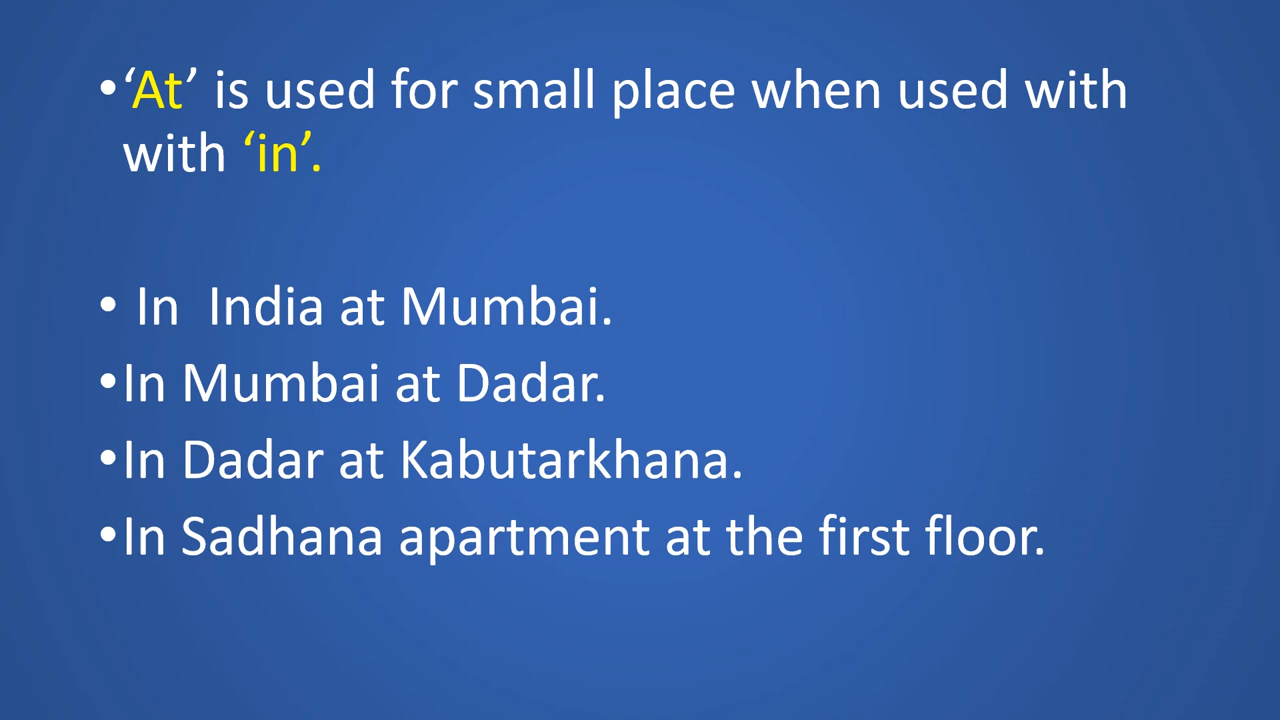 •‘At’ is used for small place when used with
with ‘in’.
• In  India at Mumbai.
•In Mumbai at Dadar.
•In Dadar at Kabutarkhana.
•In Sadhana apartment at the first floor.